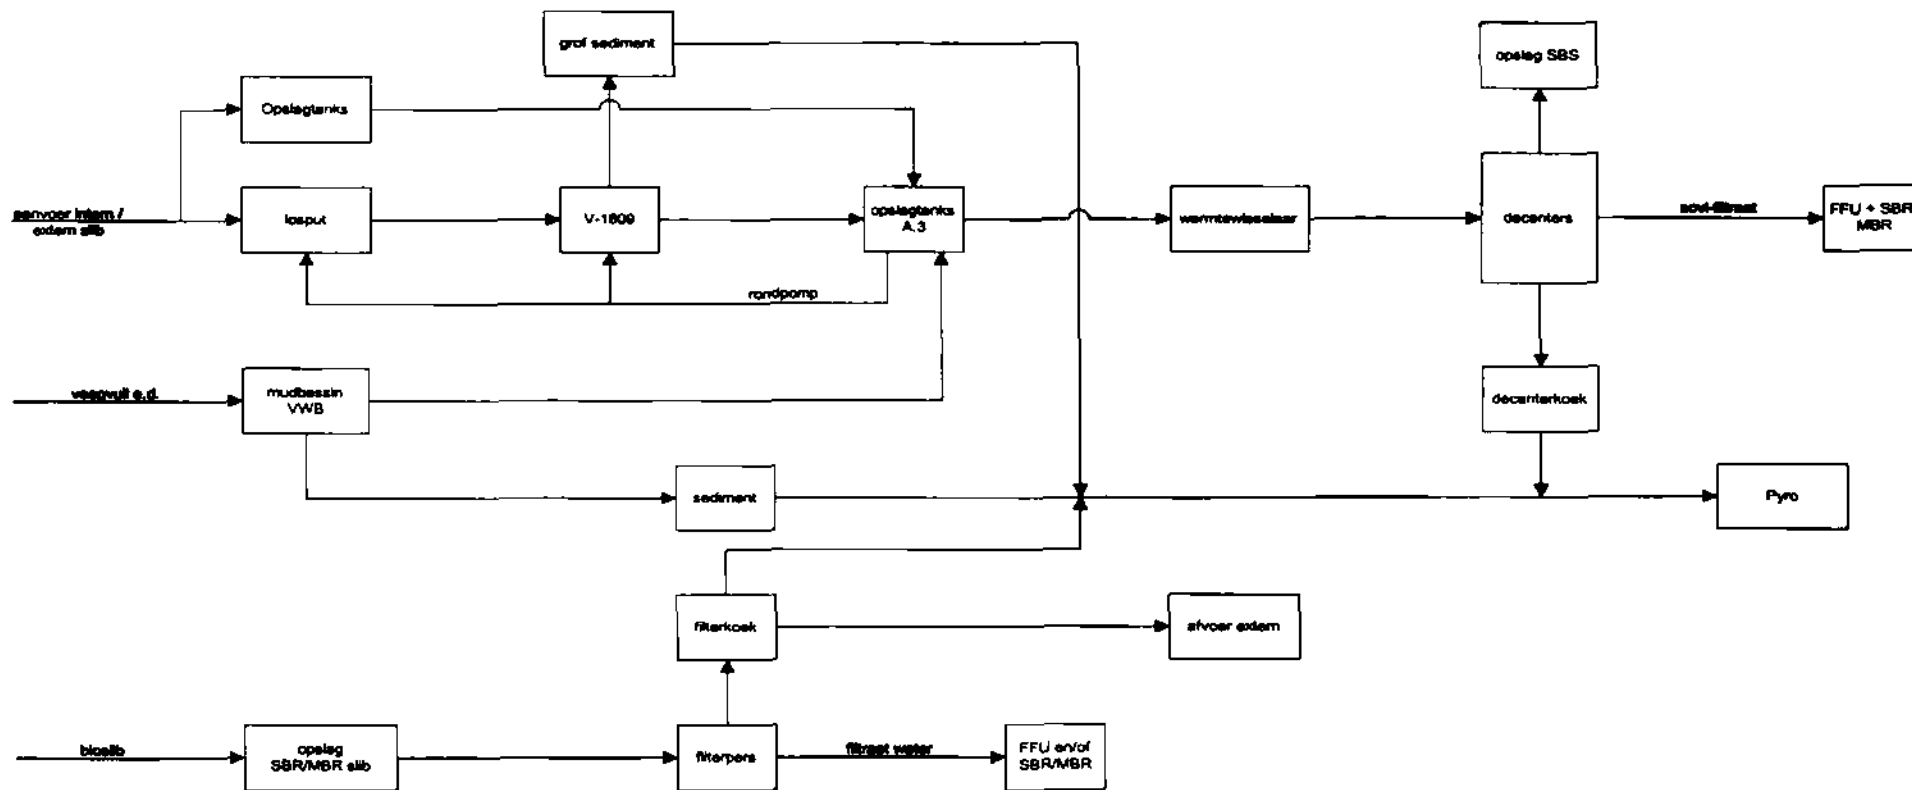 grof sediment
opslag SBS
Opslagtanks
aanvoer intern /
extern slib
losput
V-1609
opslagtanks
A.3
warmtewisselaar
decanters
FFU + SBR
MBR
rondpomp
veegvuil e.d.
mudbassin
VWB
decanterkoek
sediment
Pyro
filterkoek
afvoer extern
bioslib
opslag
SBR/MBR slib
filterpers
filtraat water
FFU en/of
SBR/MBR